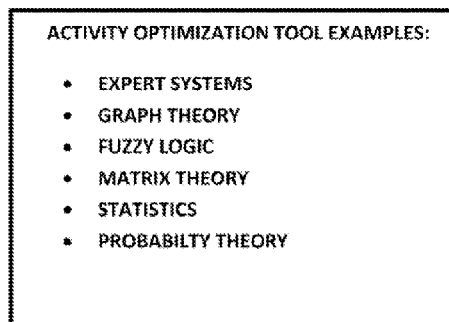 ACTIVITY OPTIMIZATION TOOL EXAMPLES:
• EXPERT SYSTEMS
• GRAPH THEORY
• FUZZY LOGIC
• MATRIX THEORY
• STATISTICS
• PROBABILTY THEORY